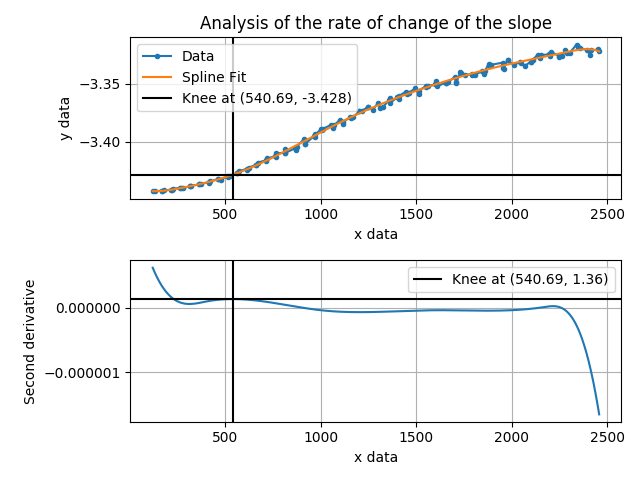 Analysis of the rate of change of the slope
Data
Spline Fit
Knee at (540.69, -3.428)
−3.35
−3.40
y data
500 1000 1500 2000 2500
x data
Knee at (540.69, 1.36)
0.000000
−0.000001
Second derivative
500 1000 1500 2000 2500
x data